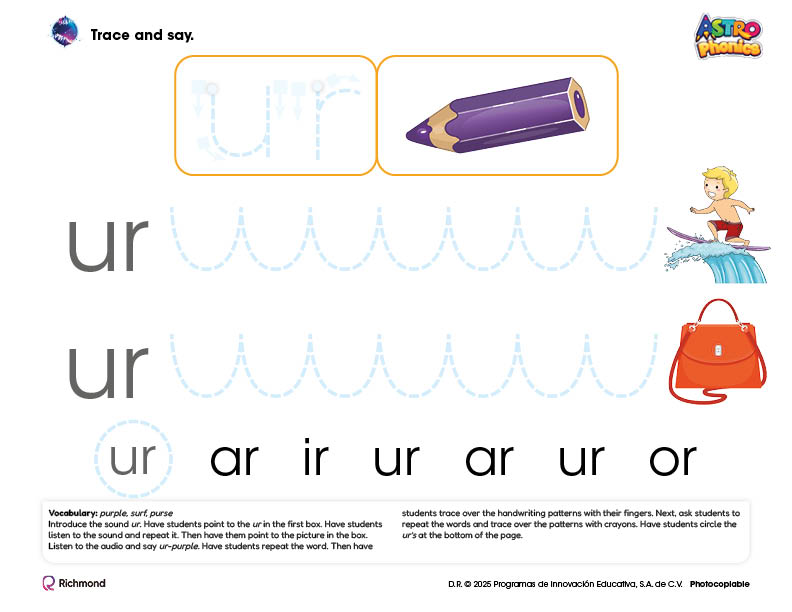 Trace and say.
ASTRO
Phonics
ur
ur
ur
ur ar ir ur ar ur or
Vocabulary: purple, surf, purse
Introduce the sound ur. Have students point to the ur in the first box. Have students
listen to the sound and repeat it. Then have them point to the picture in the box.
Listen to the audio and say ur-purple. Have students repeat the word. Then have
students trace over the handwriting patterns with their fingers. Next, ask students to
repeat the words and trace over the patterns with crayons. Have students circle the
ur's at the bottom of the page.
Richmond
D.R. © 2025 Programas de Innovación Educativa, S.A. de C.V. Photocopiable